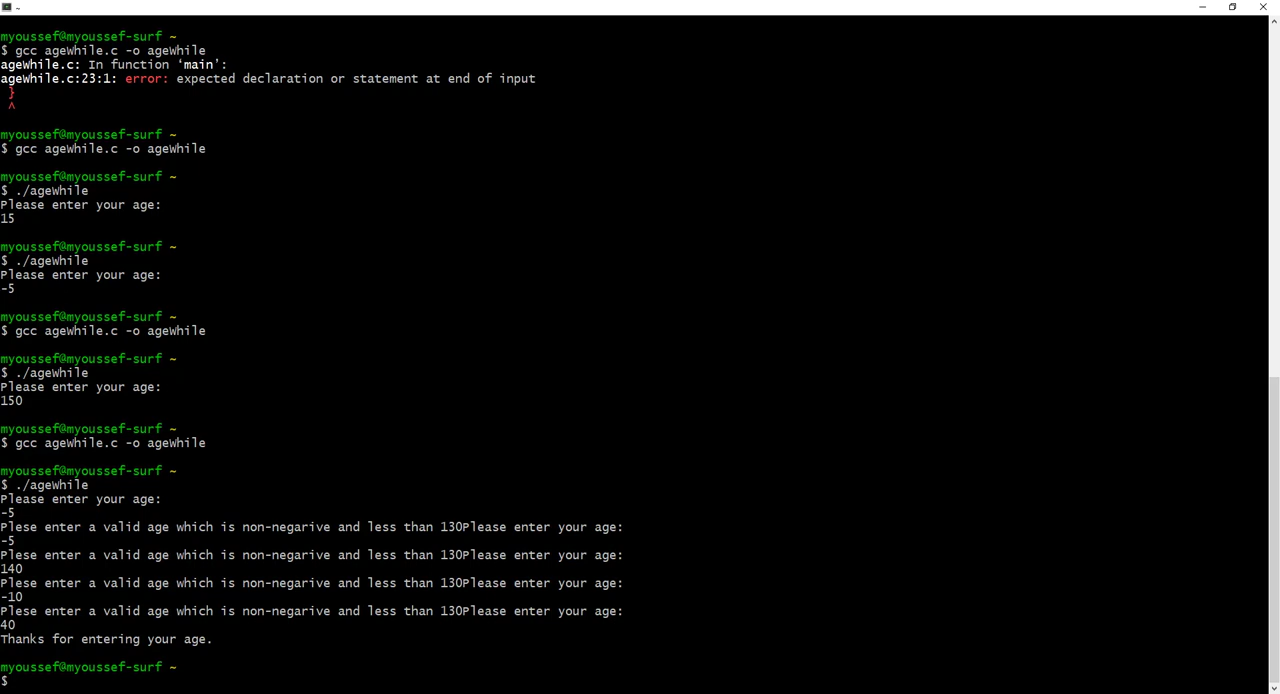 ~
myoussef@myoussef-surf ~
$ gcc ageWhile.c -o ageWhile
ageWhile.c: In function ‘main’:
ageWhile.c:23:1: error: expected declaration or statement at end of input
}
^
myoussef@myoussef-surf ~
$ gcc ageWhile.c -o ageWhile
myoussef@myoussef-surf ~
$ ./ageWhile
Please enter your age:
15
myoussef@myoussef-surf ~
$ ./ageWhile
Please enter your age:
-5
myoussef@myoussef-surf ~
$ gcc ageWhile.c -o ageWhile
myoussef@myoussef-surf ~
$ ./ageWhile
Please enter your age:
150
myoussef@myoussef-surf ~
$ gcc ageWhile.c -o ageWhile
myoussef@myoussef-surf ~
$ ./ageWhile
Please enter your age:
-5
Plese enter a valid age which is non-negarive and less than 130Please enter your age:
-5
Plese enter a valid age which is non-negarive and less than 130Please enter your age:
140
Plese enter a valid age which is non-negarive and less than 130Please enter your age:
-10
Plese enter a valid age which is non-negarive and less than 130Please enter your age:
40
Thanks for entering your age.
myoussef@myoussef-surf ~
$